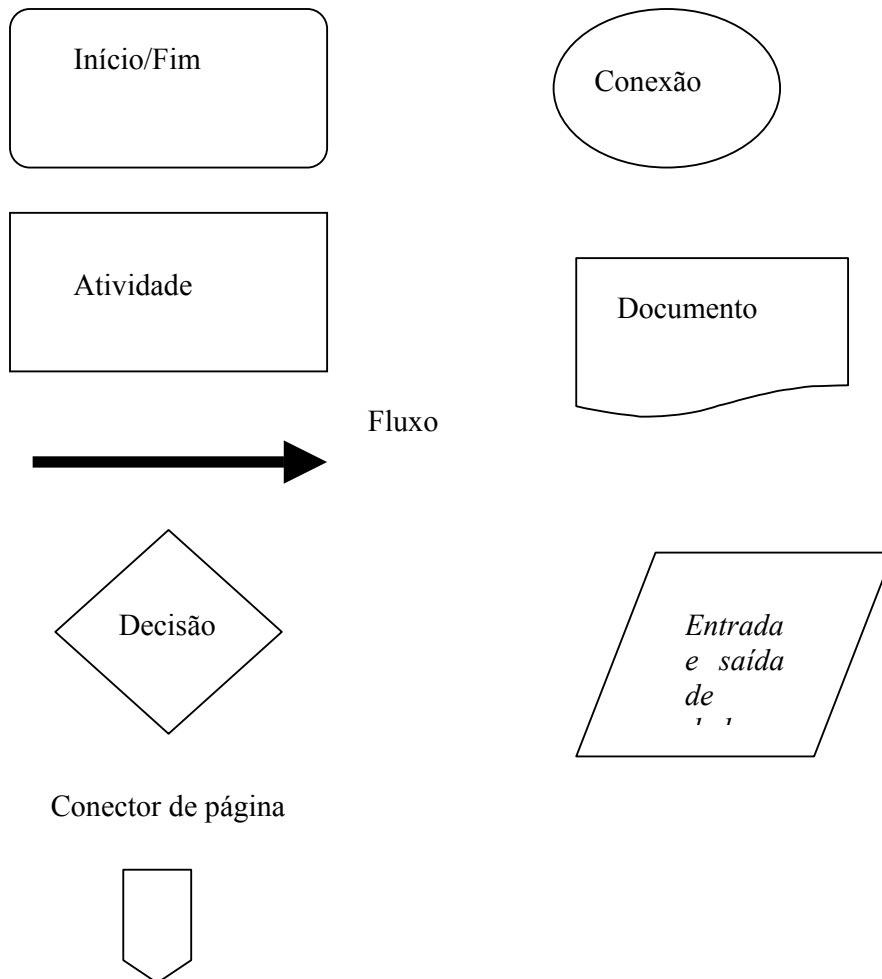 Início/Fim
Conexão
Atividade
Documento
Fluxo
Decisão
Entrada
e saída
de
Conector de página